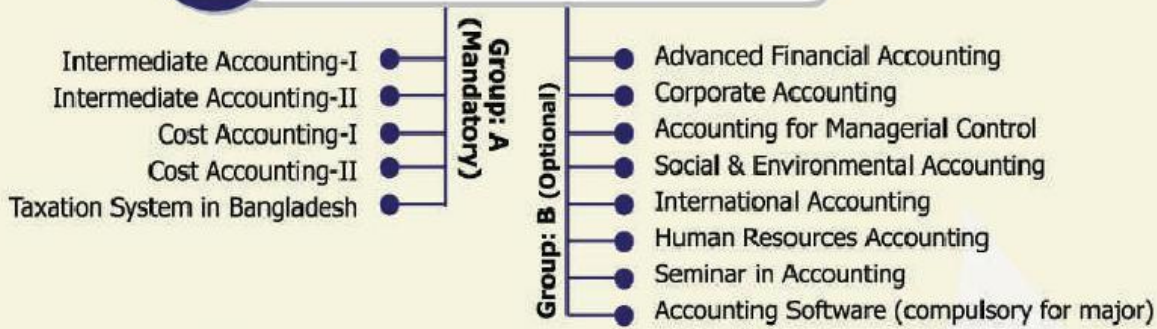 Group: A
(Mandatory)
Intermediate Accounting-I
Intermediate Accounting-II
Cost Accounting-I
Cost Accounting-II
Taxation System in Bangladesh
Group: B (Optional)
Advanced Financial Accounting
Corporate Accounting
Accounting for Managerial Control
Social & Environmental Accounting
International Accounting
Human Resources Accounting
Seminar in Accounting
Accounting Software (compulsory for major)